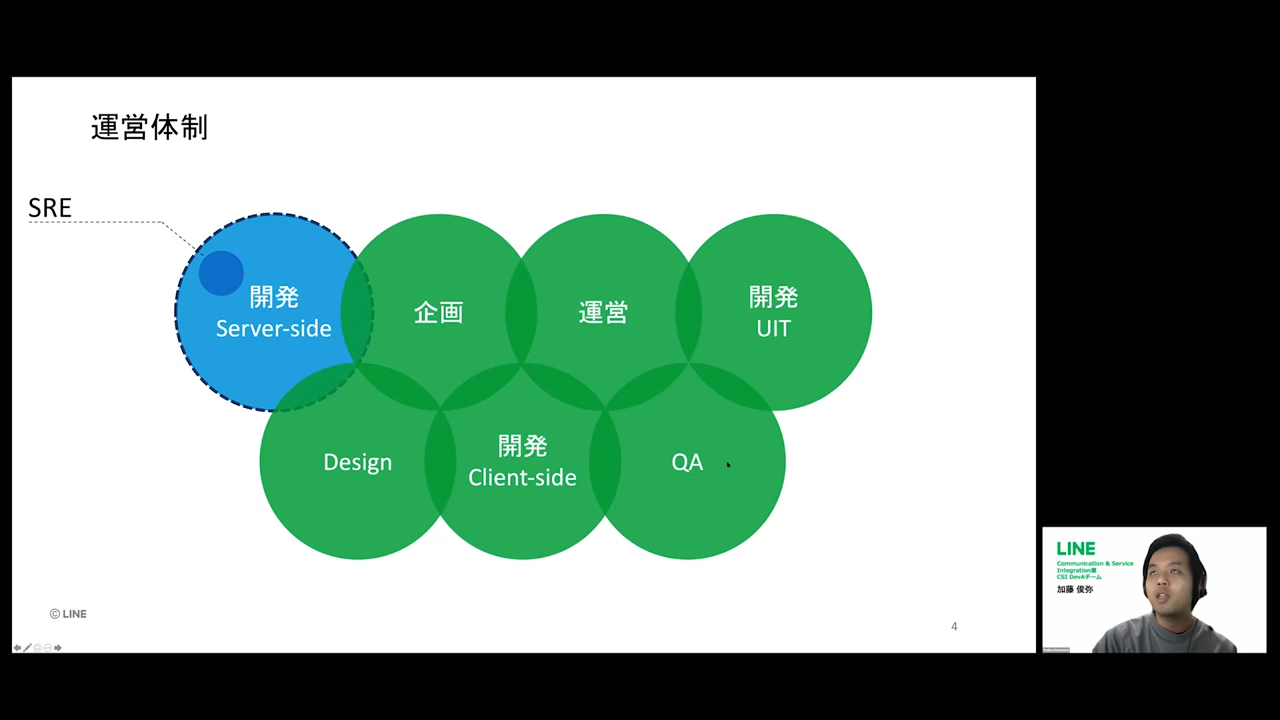 運営体制
SRE
開発
Server-side
企画
運営
開発
UIT
Design
開発
Client-side
QA
© LINE
4
LINE
Communication & Service
Integration室
CSI DevAチーム
加藤 俊弥